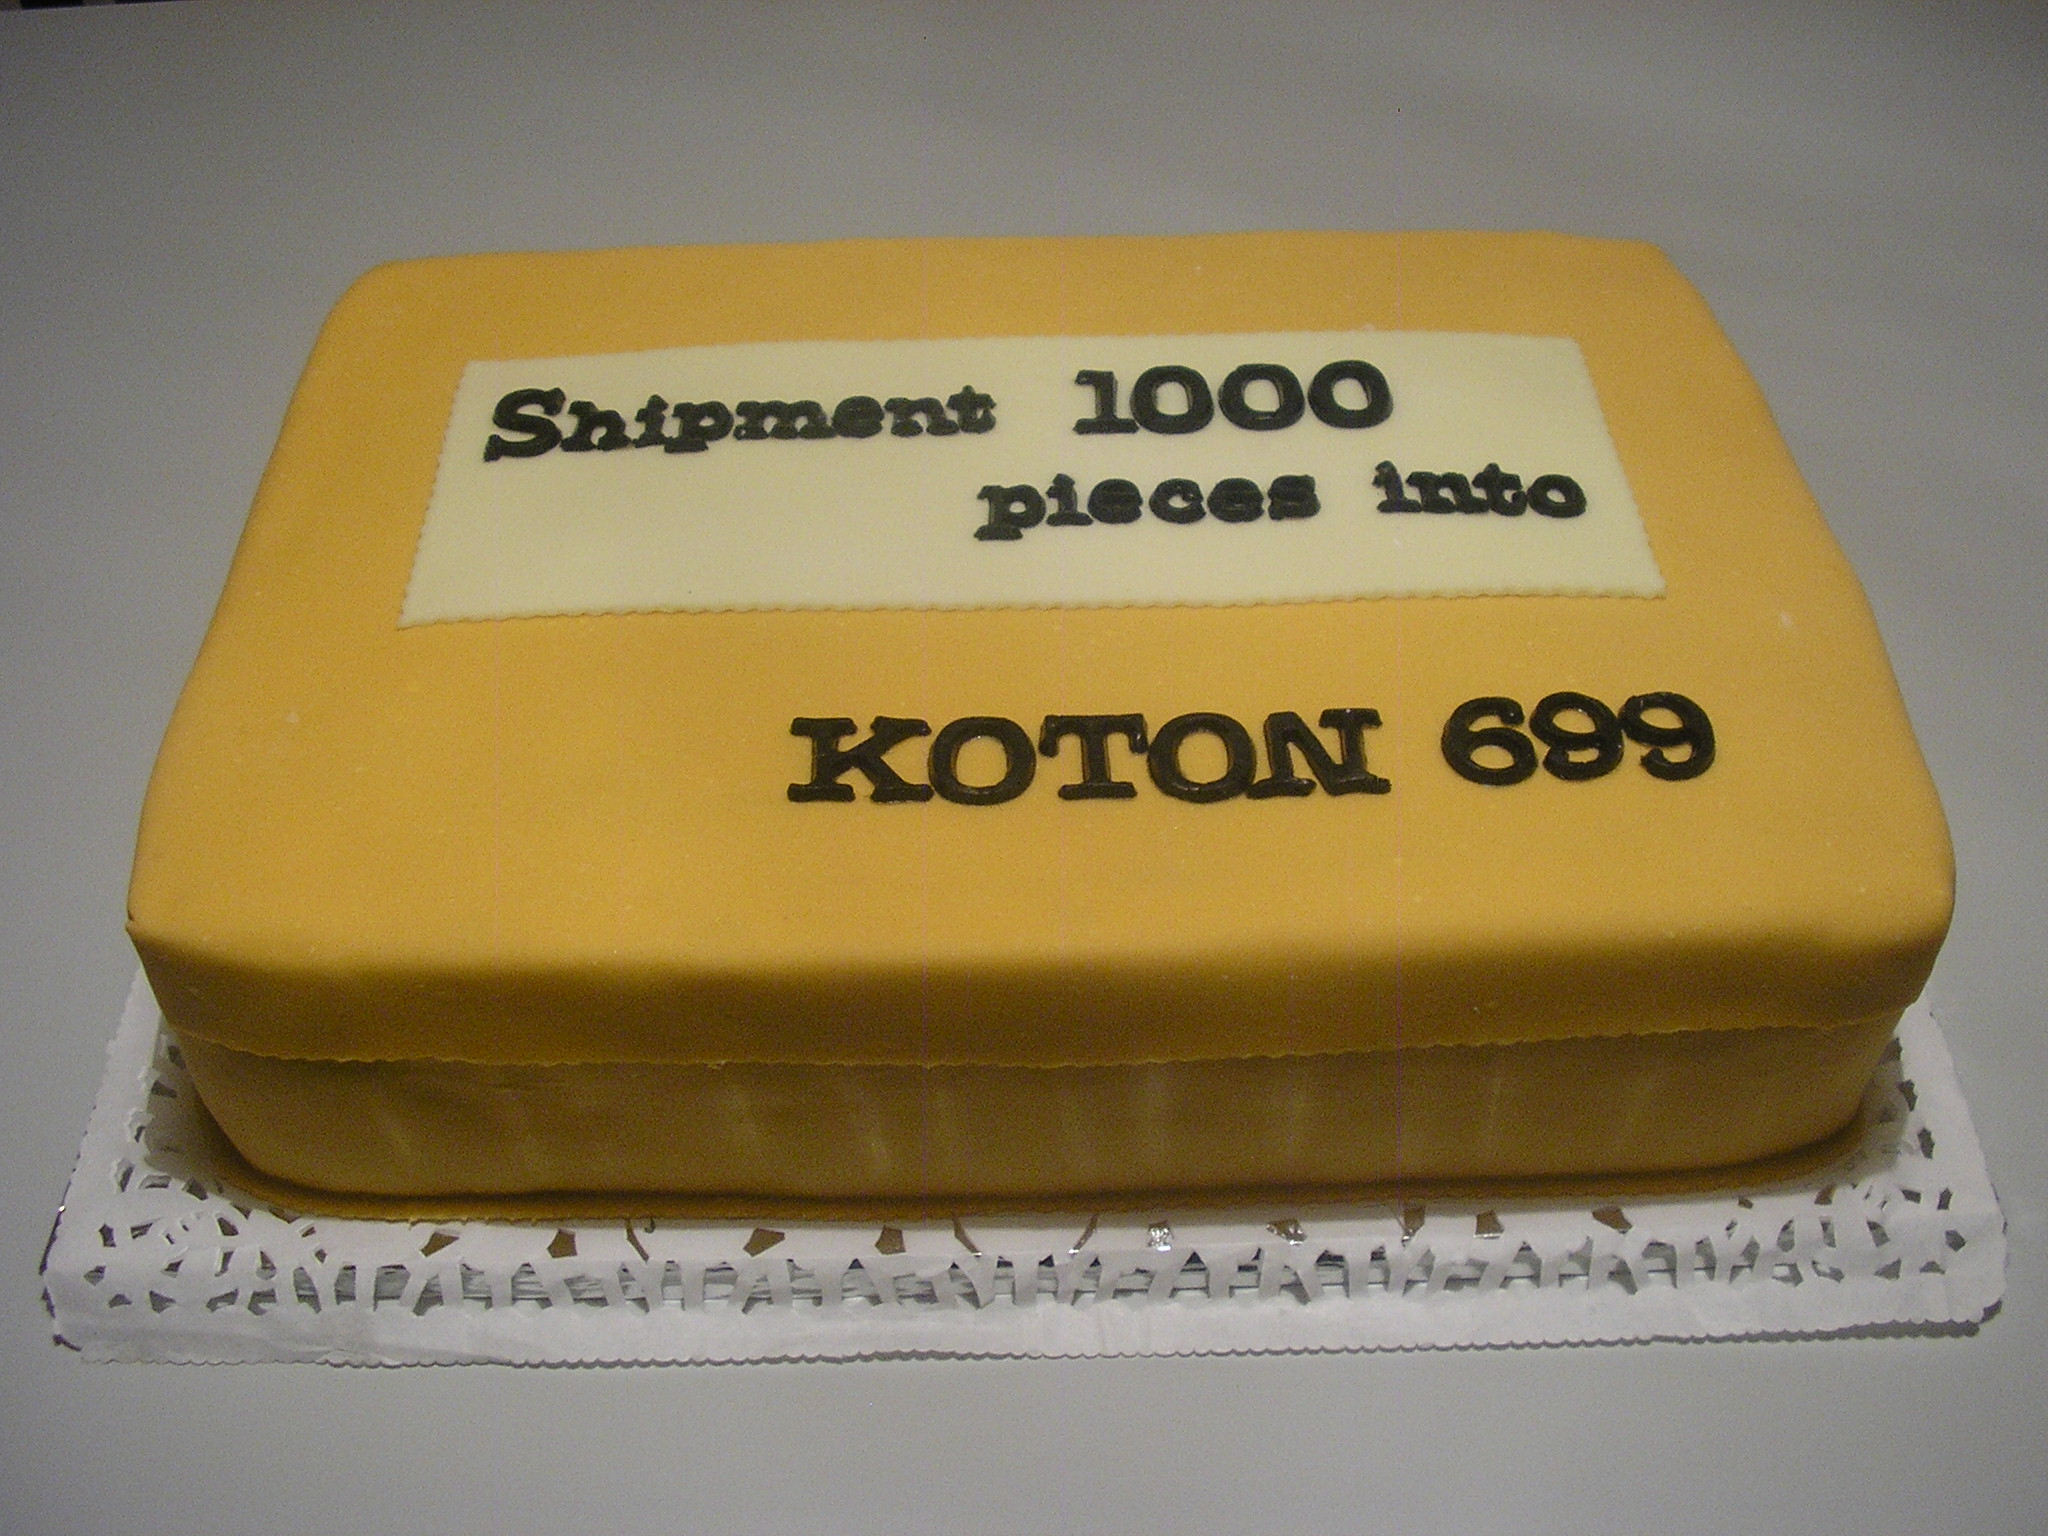 Shipment 1000
pieces into
KOTON 699